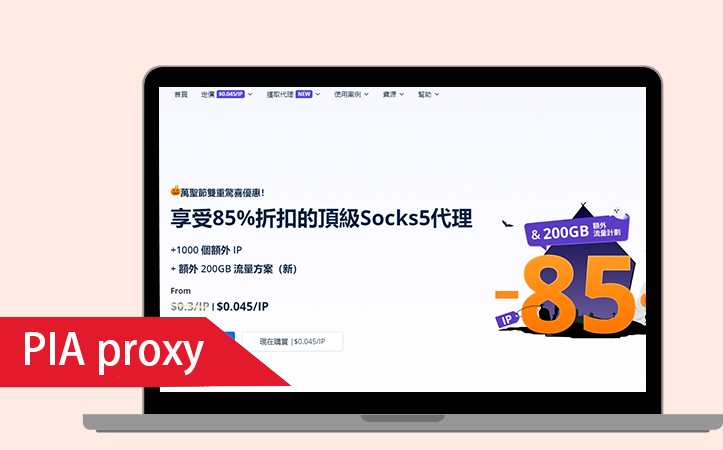 首頁 定價 $0.045/IP 擷取代理 NEW 使用案例 資源 幫助
萬聖節雙重驚喜優惠！
享受85%折扣的頂級Socks5代理
+1000 個額外 IP
+ 額外 200GB 流量方案（新）
From
$0.3/IP | $0.045/IP
現在購買 |$0.045/IP
& 200GB 額外
流量計劃
-85
IP
PIA proxy